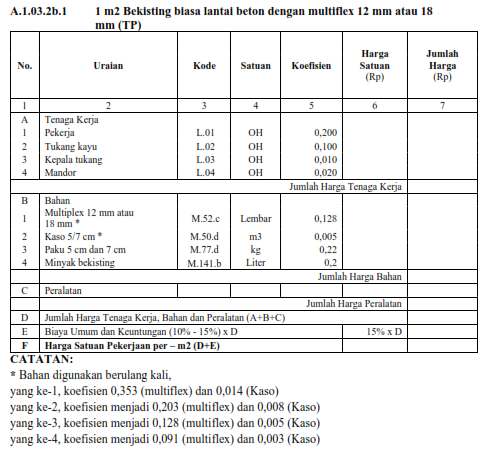 A.1.03.2b.1 1 m2 Bekisting biasa lantai beton dengan multiflex 12 mm atau 18
mm (TP)
No. Uraian Kode Satuan Koefisien Harga Satuan (Rp) Jumlah Harga (Rp)
1 2 3 4 5 6 7
A Tenaga Kerja
1 Pekerja L.01 OH 0,200
2 Tukang kayu L.02 OH 0,100
3 Kepala tukang L.03 OH 0,010
4 Mandor L.04 OH 0,020
Jumlah Harga Tenaga Kerja
B Bahan
1 Multiplex 12 mm atau 18 mm * M.52.c Lembar 0,128
2 Kaso 5/7 cm * M.50.d m3 0,005
3 Paku 5 cm dan 7 cm M.77.d kg 0,22
4 Minyak bekisting M.141.b Liter 0,2
Jumlah Harga Bahan
C Peralatan
Jumlah Harga Peralatan
D Jumlah Harga Tenaga Kerja, Bahan dan Peralatan (A+B+C)
E Biaya Umum dan Keuntungan (10% - 15%) x D 15% x D
F Harga Satuan Pekerjaan per – m2 (D+E)
CATATAN:
* Bahan digunakan berulang kali,
yang ke-1, koefisien 0,353 (multiflex) dan 0,014 (Kaso)
yang ke-2, koefisien menjadi 0,203 (multiflex) dan 0,008 (Kaso)
yang ke-3, koefisien menjadi 0,128 (multiflex) dan 0,005 (Kaso)
yang ke-4, koefisien menjadi 0,091 (multiflex) dan 0,003 (Kaso)